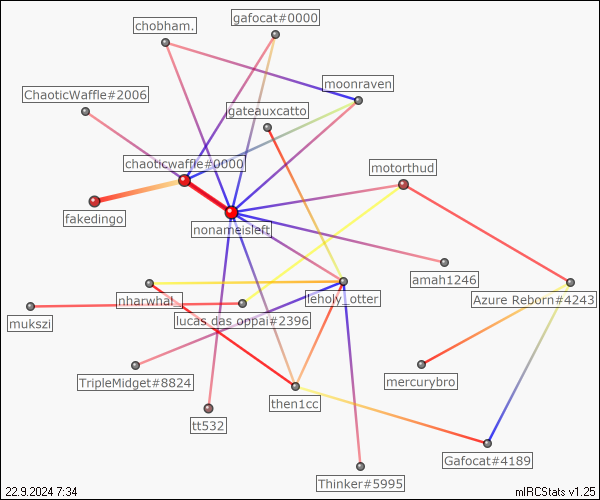 gafocat#0000
chobham.
moonraven
ChaoticWaffle#2006
gateauxcatto
chaoticwaffle#0000
motorthud
fakedingo
nonameisleft
amah1246
nharwhal_
leholy_otter
Azure Reborn#4243
mukszi
lucas das oppai#2396
TripleMidget#8824
mercurybro
then1cc
tt532
Gafocat#4189
Thinker#5995
22.9.2024 7:34
mIRCStats v1.25